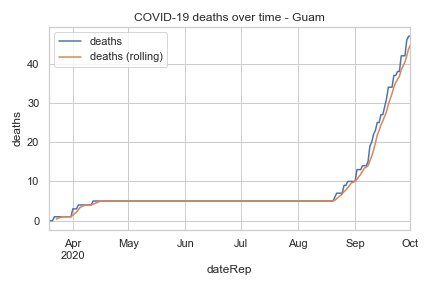 COVID-19 deaths over time - Guam
deaths
deaths (rolling)
deaths
40
30
20
10
0
Apr May Jun Jul Aug Sep Oct
2020
dateRep